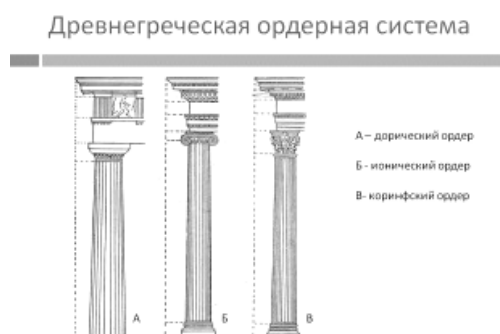 Древнегреческая ордерная система
А – дорический ордер
Б - ионический ордер
В- коринфский ордер
А
Б
В